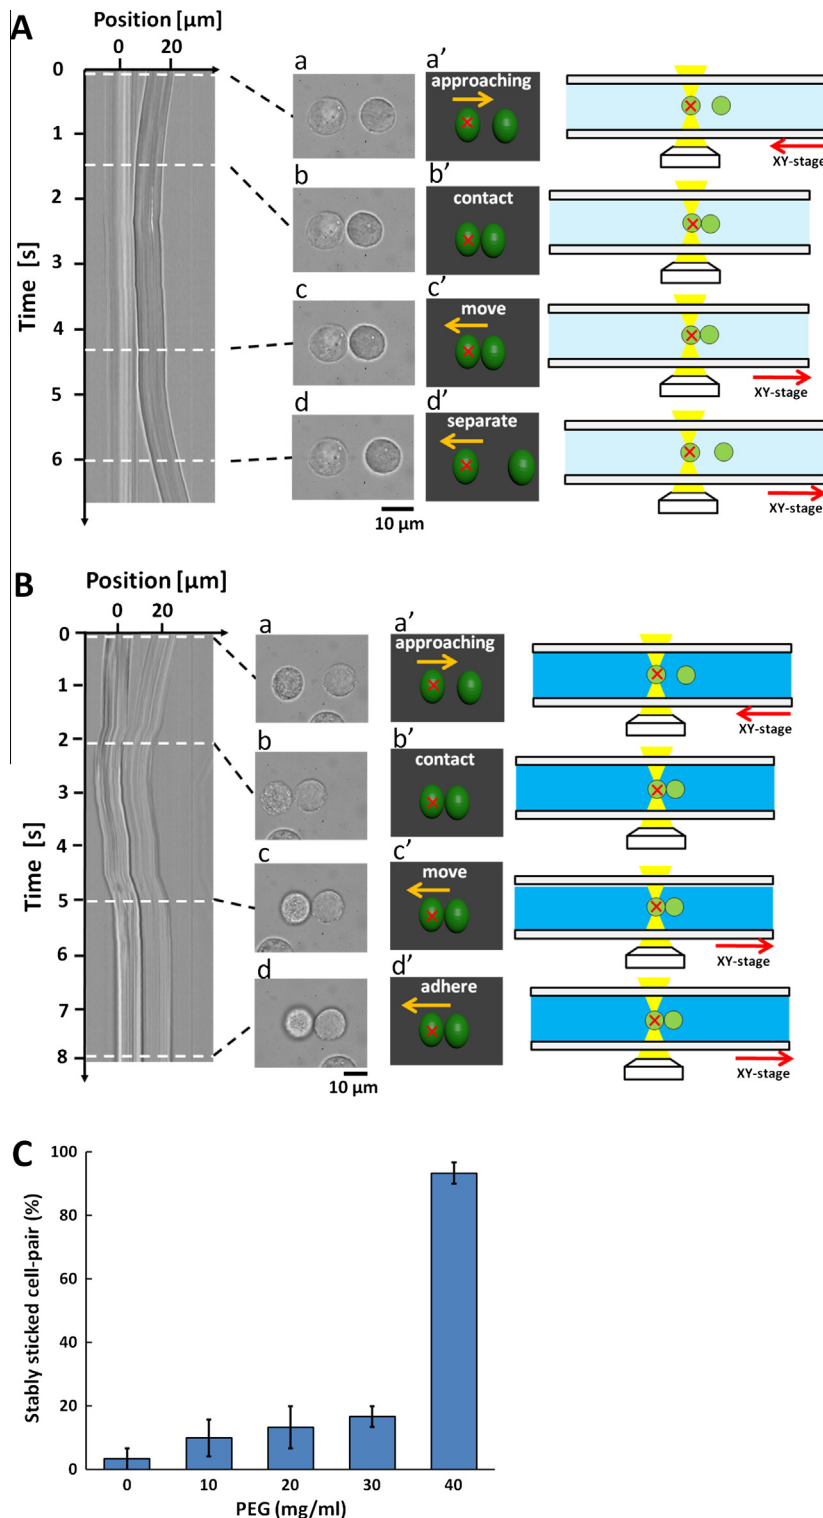 A
Position [µm]
0 20
0
1
2
3
4
5
6
Time [s]
a
b
c
d
10 µm
a’
approaching
b’
contact
c’
move
d’
separate
XY-stage
XY-stage
XY-stage
B
Position [µm]
0 20
0
1
2
3
4
5
6
7
8
Time [s]
a
b
c
d
10 µm
a’
approaching
b’
contact
c’
move
d’
adhere
XY-stage
XY-stage
XY-stage
C
Stably sticked cell-pair (%)
100
80
60
40
20
0
0 10 20 30 40
PEG (mg/ml)